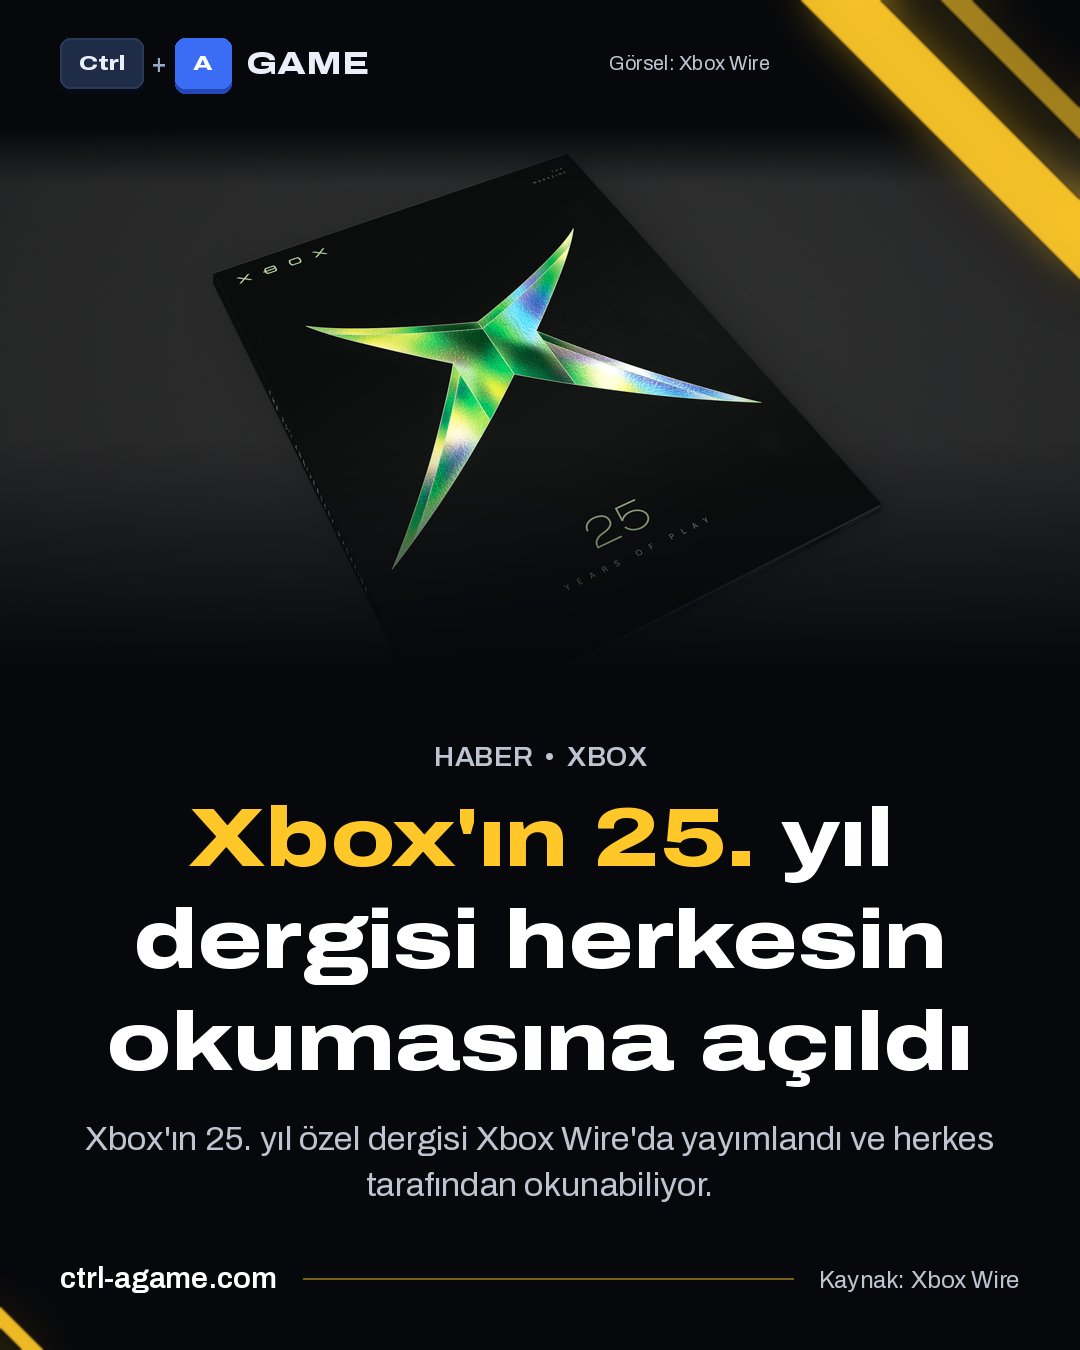 Ctrl + A GAME
Görsel: Xbox Wire
THE
MAGAZINE
XBOX
25
YEARS OF PLAY
HABER • XBOX
Xbox'ın 25. yıl
dergisi herkesin
okumasına açıldı
Xbox'ın 25. yıl özel dergisi Xbox Wire'da yayımlandı ve herkes
tarafından okunabiliyor.
ctrl-agame.com
Kaynak: Xbox Wire